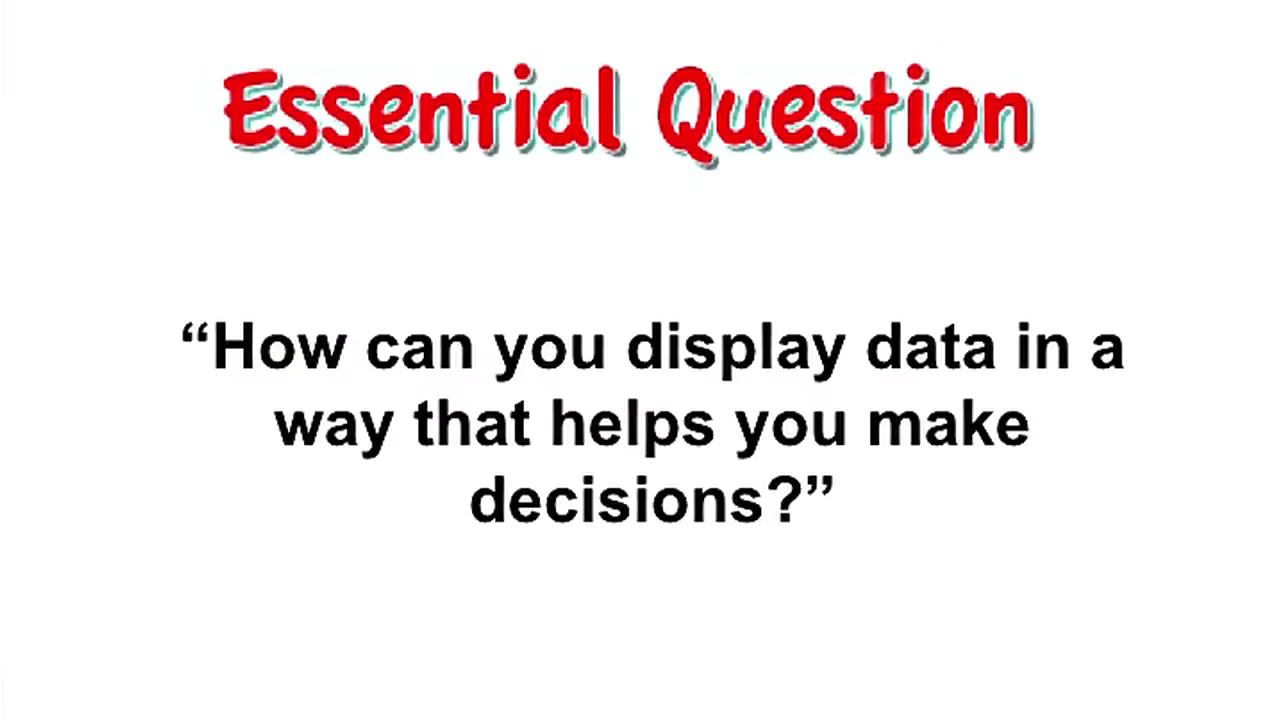 Essential Question
“How can you display data in a
way that helps you make
decisions?”